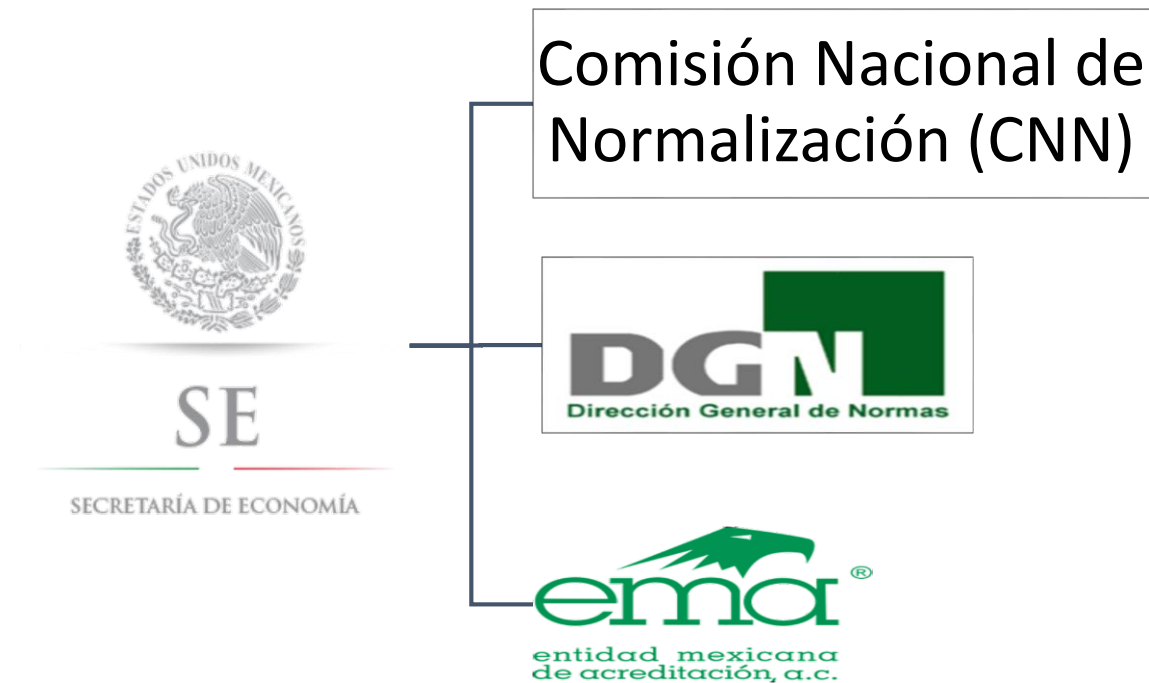 ESTADOS UNIDOS MEXICANOS
SE
SECRETARÍA DE ECONOMÍA
Comisión Nacional de
Normalización (CNN)
DGN
Dirección General de Normas
ema®
entidad mexicana
de acreditación, a.c.